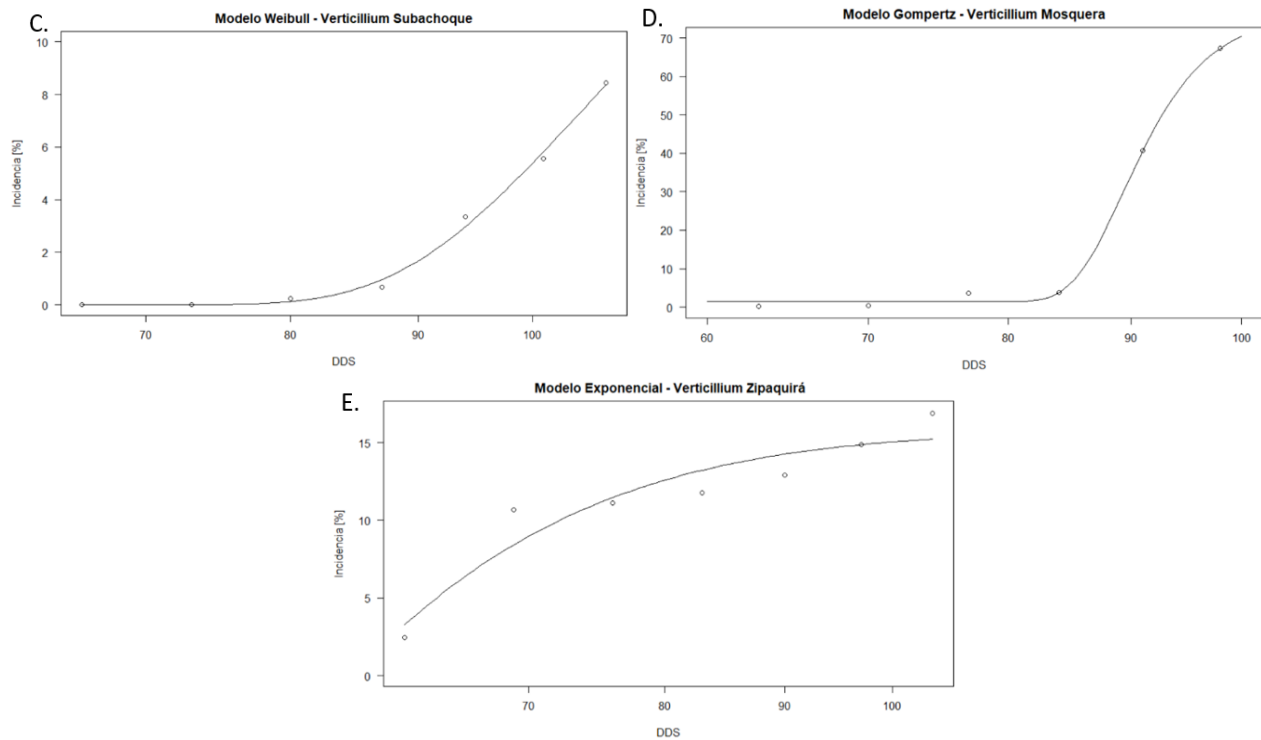 C.
Modelo Weibull - Verticillium Subachoque
Incidencia [%]
10
8
6
4
2
0
70 80 90 100
DDS
D.
Modelo Gompertz - Verticillium Mosquera
Incidencia [%]
70
60
50
40
30
20
10
0
60 70 80 90 100
DDS
E.
Modelo Exponencial - Verticillium Zipaquirá
Incidencia [%]
15
10
5
0
70 80 90 100
DDS